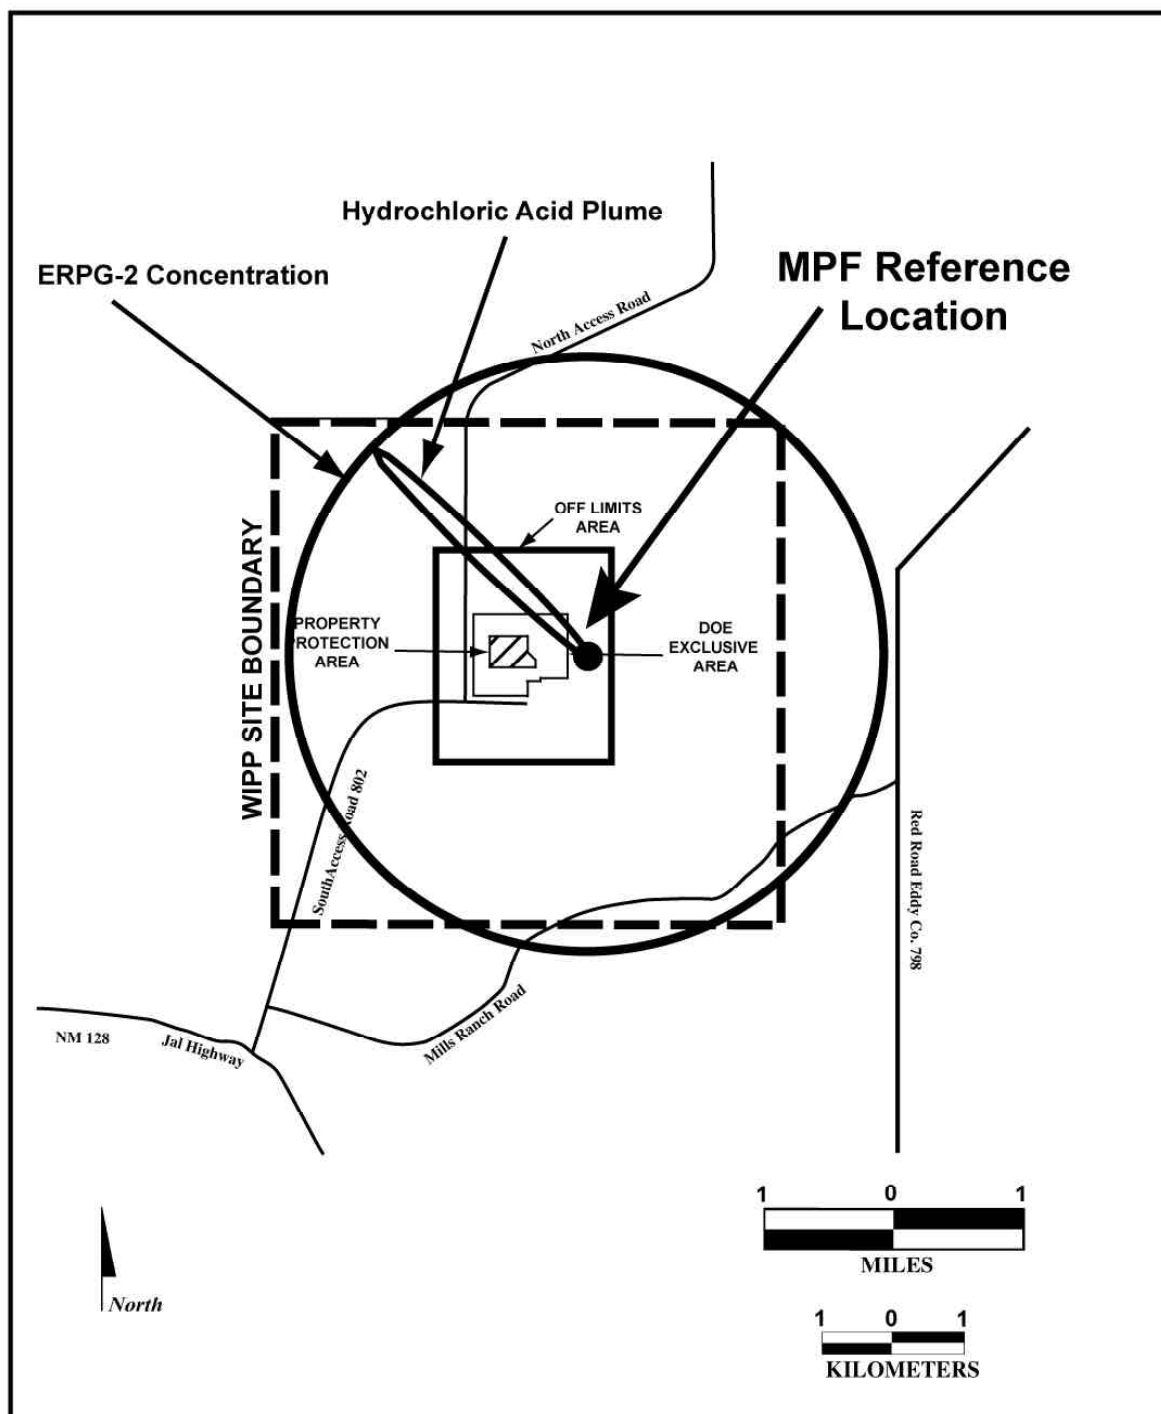 Hydrochloric Acid Plume
ERPG-2 Concentration
MPF Reference
Location
North Access Road
OFF LIMITS
AREA
WIPP SITE BOUNDARY
PROPERTY
PROTECTION
AREA
DOE
EXCLUSIVE
AREA
SouthAccess Road 802
Red Road Eddy Co. 798
Mills Ranch Road
NM 128
Jal Highway
1 0 1
MILES
North
1 0 1
KILOMETERS